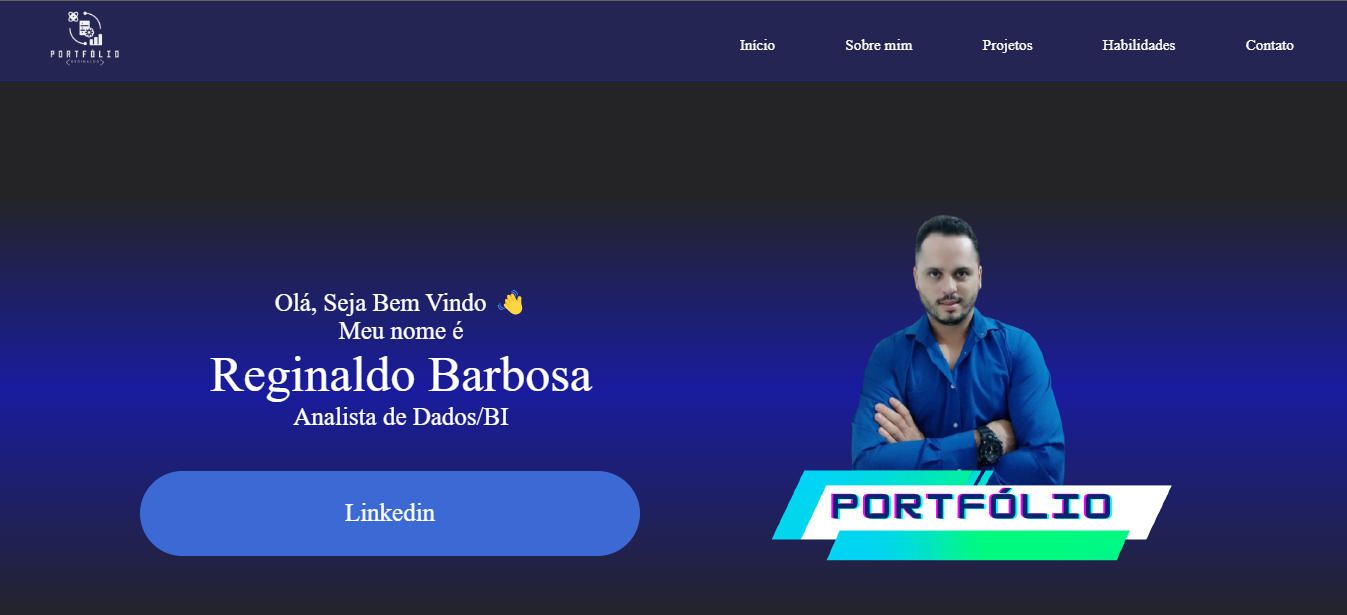 PORTFÓLIO
REGINALDO
Início
Sobre mim
Projetos
Habilidades
Contato
Olá, Seja Bem Vindo 👋
Meu nome é
Reginaldo Barbosa
Analista de Dados/BI
Linkedin
PORTFÓLIO